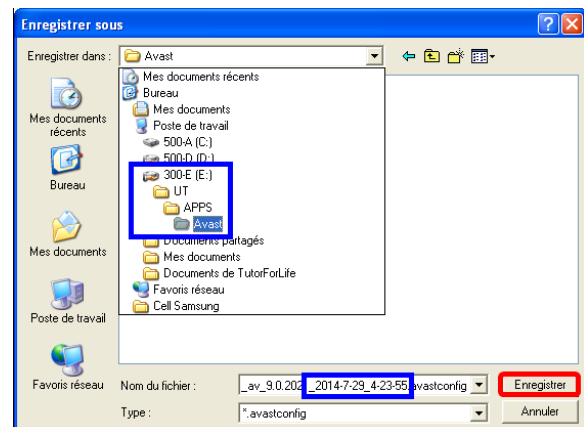 Enregistrer sous
Enregistrer dans :
Avast
Mes documents récents
Bureau
Mes documents
Poste de travail
500-A (C:)
500-D (D:)
300-E (E:)
UT
APPS
Avast
Documents partagés
Mes documents
Documents de TutorForLife
Favoris réseau
Cell Samsung
Mes documents
récents
Bureau
Mes documents
Poste de travail
Favoris réseau
Nom du fichier :
_av_9.0.202 _2014-7-29_4-23-55.avastconfig
Enregistrer
Type :
*.avastconfig
Annuler